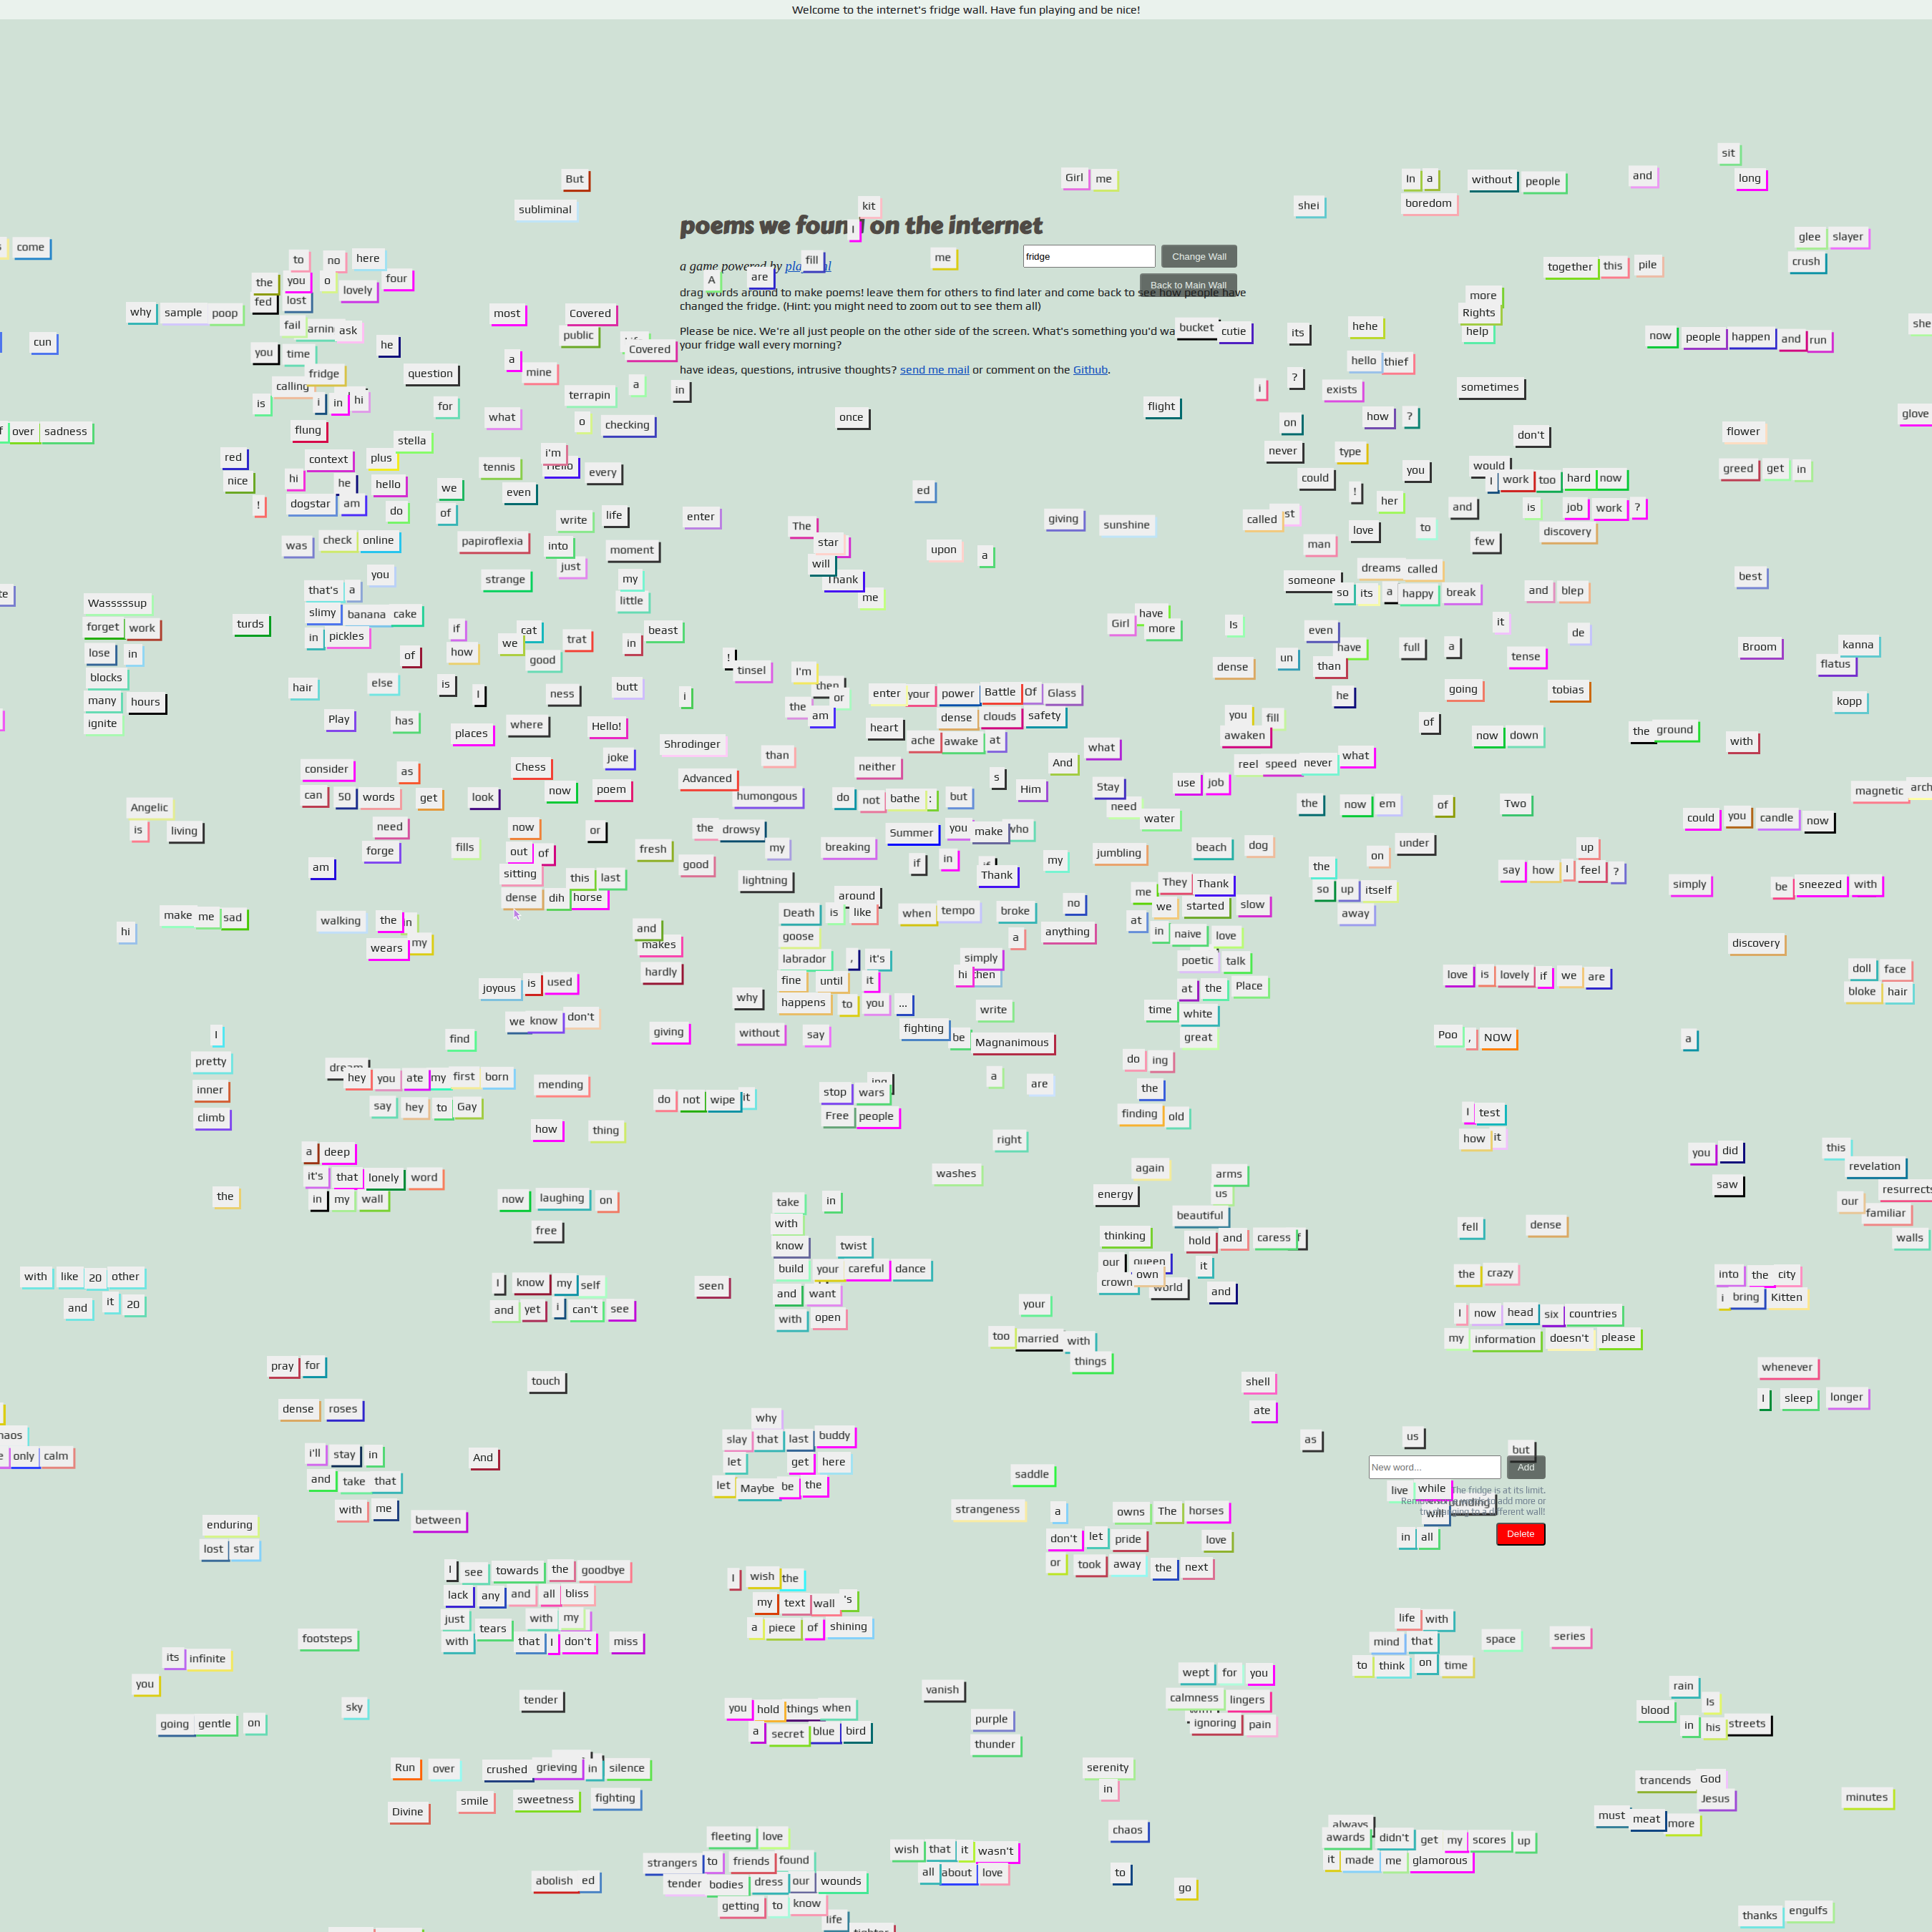 Welcome to the internet's fridge wall. Have fun playing and be nice!
sit
But Girl me In a without people and long
subliminal kit shei boredom
poems we found on the internet
I
glee slayer
come to no here fill me fridge Change Wall
a game powered by
together this pile crush
the you o lovely four A are Back to Main Wall
drag words around to make poems! leave them for others to find later and come back to see how people have
changed the fridge. (Hint: you might need to zoom out to see them all)
fed lost more
why sample poop most Covered Rights
fail ask public bucket cutie its hehe help
Please be nice. We're all just people on the other side of the screen. What's something you'd
your fridge wall every morning?
cun you time he Covered now people happen and run she
a mine hello thief
have ideas, questions, intrusive thoughts? send me mail or comment on the Github.
calling fridge question terrapin a in i ? exists sometimes
is i in hi for what o checking once flight on how ? glove
over sadness flung stella flower
red context plus i'm never type don't
nice hi he hello tennis Hello every could you would greed get in
! dogstar am do we even ed ! her I work too hard now
of write life enter The giving sunshine called and is job work ?
was check online papiroflexia into moment star upon a man love to few discovery
you strange just my will Thank someone dreams called best
that's a little me so its a happy break and blep
Wasssssup
forget work turds slimy banana cake if cat trat in beast Girl have more Is even it de
lose in in pickles of how we good ! tinsel dense un than have full a tense Broom kanna
blocks hair else is I ness butt i I'm then he going tobias flatus
many hours Play has places where Hello! the or am enter your power Battle Of Glass you fill of kopp
ignite heart dense clouds safety awaken now down the ground with
Shrodinger ache awake at what
consider as Chess joke than neither And reel speed never what
can 50 words get look now poem Advanced humongous s Him Stay use job magnetic
Angelic do not bathe : but need the now em of Two
is living need now or the drowsy Summer you make who water could you candle now
forge fills out of fresh my breaking if in my jumbling beach dog on under up
am sitting this last good lightning Thank the say how I feel ?
dense dih horse around me They Thank so up itself simply be sneezed with
make me sad walking the Death is like when tempo broke no we started slow away
hi wears my and makes goose a anything at in naive love discovery
hardly labrador , it's simply poetic talk doll face
joyous is used fine until it hi then at the Place love is lovely if we are bloke hair
why happens to you ... write time white
we know don't giving without say fighting be Magnanimous great Poo , NOW a
I find do ing
pretty hey you ate my first born mending a are the
inner say hey to Gay do not wipe it stop wars finding old I test
climb how thing Free people right how it
a deep washes again arms you did this
it's that lonely word energy us saw revelation
the in my wall now laughing on take in beautiful our resurrects
free with thinking hold and caress fell dense familiar
know twist our queen it walls
with like 20 other I know my self seen build your careful dance crown own world and the crazy into the city
and it 20 and yet i can't see and want your I now head six countries i bring Kitten
with open too married with my information doesn't please
pray for touch things whenever
dense roses shell I sleep longer
why ate
slay that last buddy as us but
only calm i'll stay in And let get here saddle New word... Add
and take that let Maybe be the live while
The fridge is at its limit.
with me between strangeness a owns The horses will
enduring don't let pride love in all Delete
lost star or took away the next
I see towards the goodbye I wish the
lack any and all bliss my text wall 's
just tears with my a piece of shining life with
footsteps with that I don't miss mind that space series
its infinite wept for you to think on time
you vanish calmness lingers rain
sky tender you hold things when purple ignoring pain blood Is
going gentle on a secret blue bird thunder in his streets
Run over crushed grieving in silence serenity trancends God
smile sweetness fighting in Jesus minutes
Divine must meat more
fleeting love chaos always
strangers to friends found wish that it wasn't awards didn't get my scores up
abolish ed tender bodies dress our wounds all about love to it made me glamorous
getting to know go
life thanks engulfs